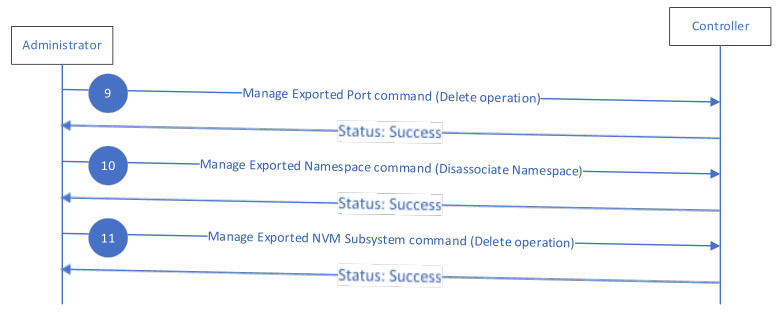 Controller
Administrator
9
Manage Exported Port command (Delete operation)
Status: Success
10
Manage Exported Namespace command (Disassociate Namespace)
Status: Success
11
Manage Exported NVM Subsystem command (Delete operation)
Status: Success